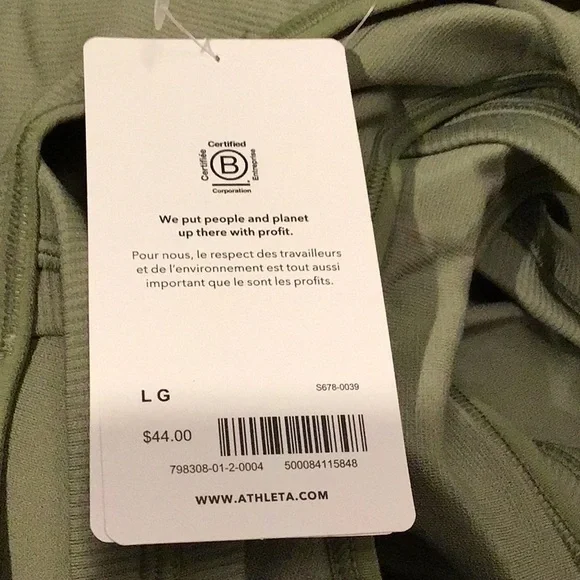 Certified
Certifiée
B
Entreprise
Corporation
We put people and planet
up there with profit.
Pour nous, le respect des travailleurs
et de l'environnement est tout aussi
important que le sont les profits.
S678-0039
LG
$44.00
798308-01-2-0004 500084115848
WWW.ATHLETA.COM